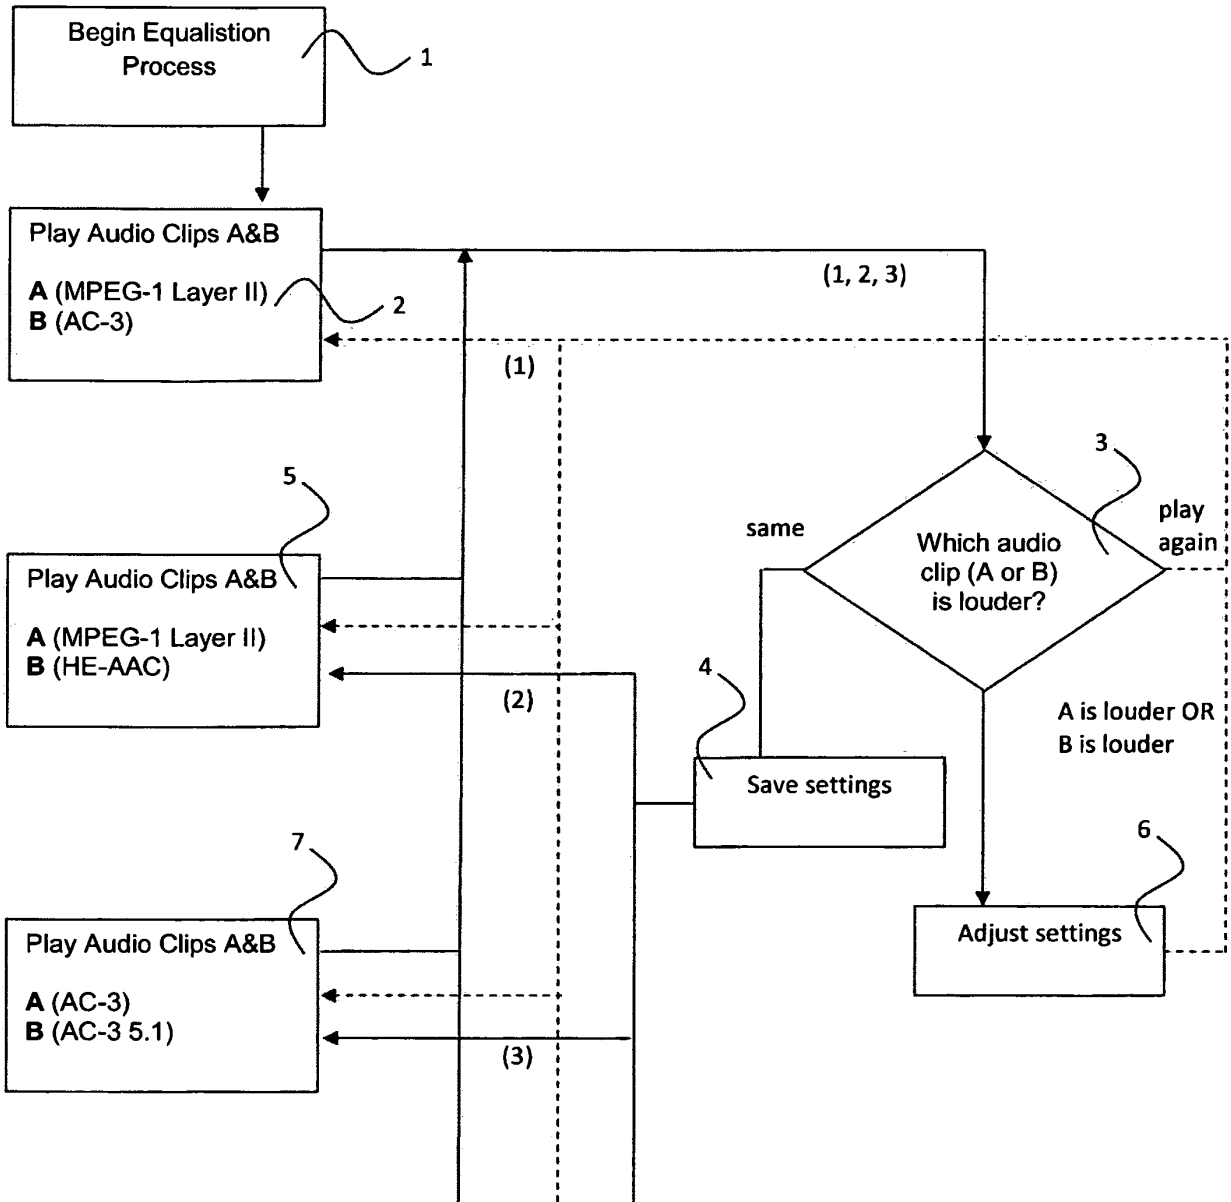 Begin Equalistion
Process
1
Play Audio Clips A&B
A (MPEG-1 Layer II)
B (AC-3)
2
(1, 2, 3)
(1)
3
5
same
play
again
Which audio
clip (A or B)
is louder?
Play Audio Clips A&B
A (MPEG-1 Layer II)
B (HE-AAC)
(2)
4
A is louder OR
B is louder
Save settings
7
6
Play Audio Clips A&B
A (AC-3)
B (AC-3 5.1)
Adjust settings
(3)